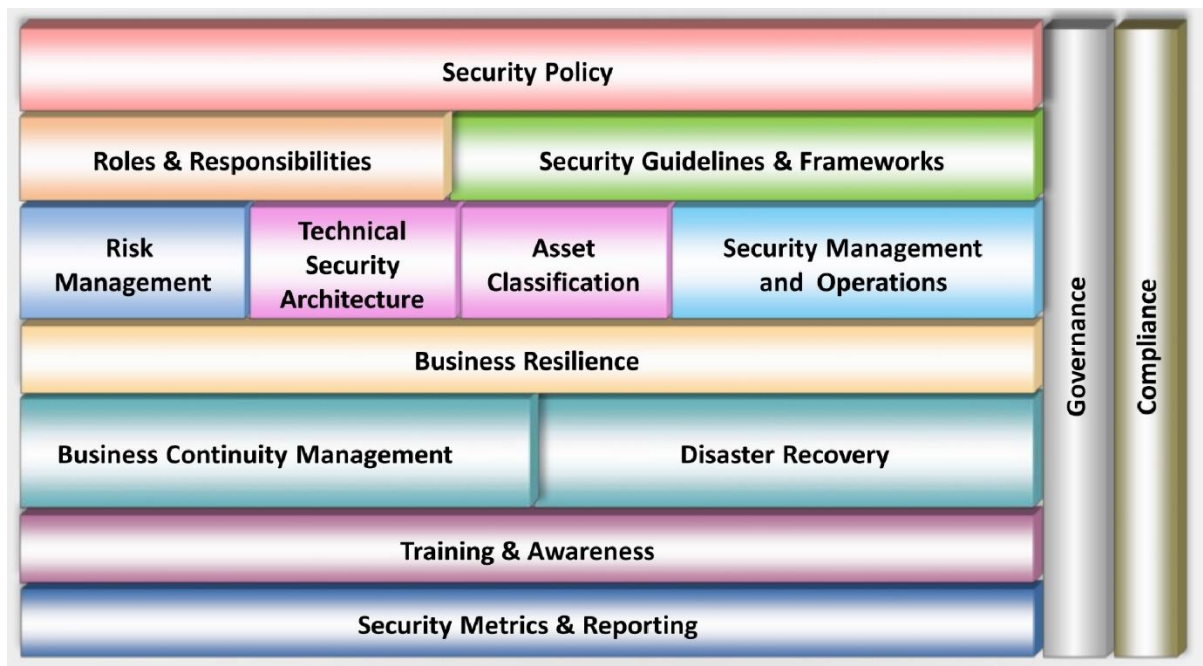 Security Policy
Roles & Responsibilities
Security Guidelines & Frameworks
Risk
Management
Technical
Security
Architecture
Asset
Classification
Security Management
and Operations
Business Resilience
Business Continuity Management
Disaster Recovery
Training & Awareness
Security Metrics & Reporting
Governance
Compliance